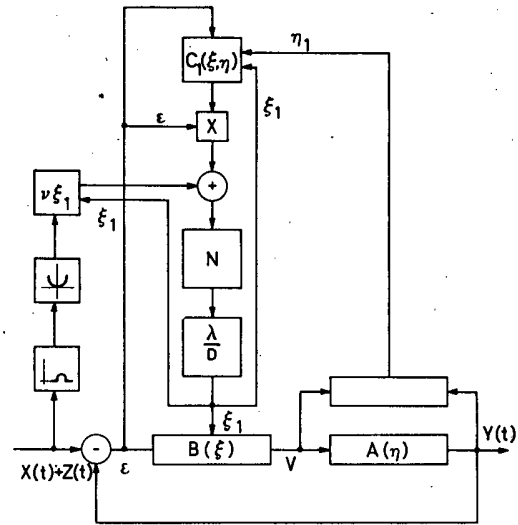 η₁
C₁(ξ,η)
ξ₁
ε
X
νξ₁
+
ξ₁
N
λ
D
ξ₁
Y(t)
-
B(ξ)
A(η)
X(t)+Z(t)
ε
V